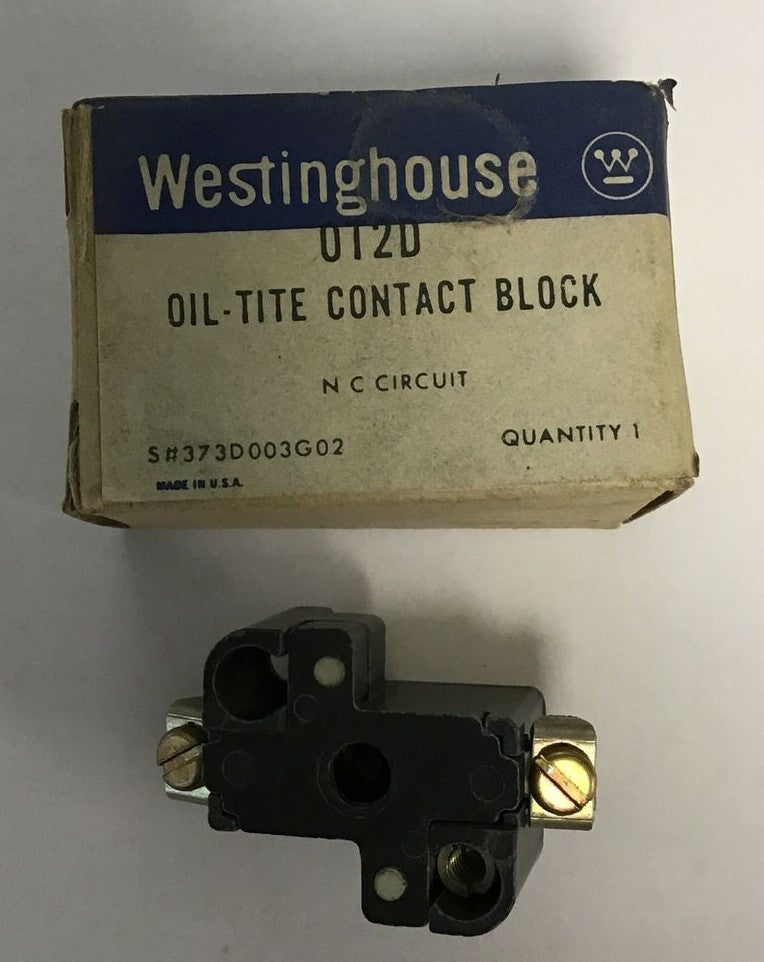 Westinghouse
W
OT2D
OIL-TITE CONTACT BLOCK
N C CIRCUIT
S#373D003G02
QUANTITY 1
MADE IN U.S.A.